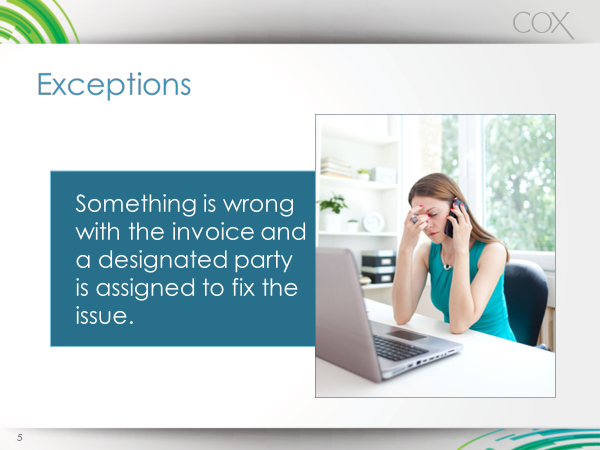 COX
Exceptions
Something is wrong
with the invoice and
a designated party
is assigned to fix the
issue.
5